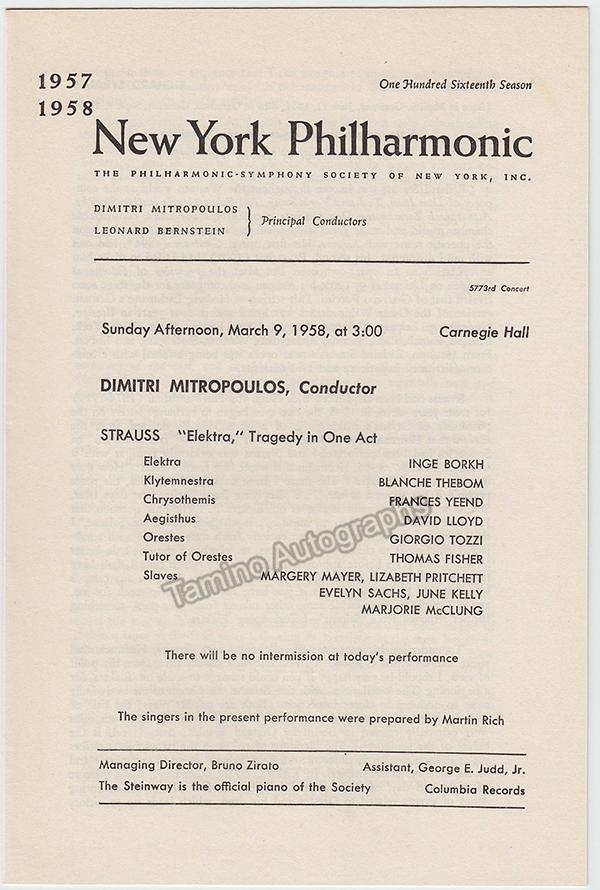 1957
1958
One Hundred Sixteenth Season
New York Philharmonic
THE PHILHARMONIC-SYMPHONY SOCIETY OF NEW YORK, INC.
DIMITRI MITROPOULOS
LEONARD BERNSTEIN
Principal Conductors
5773rd Concert
Sunday Afternoon, March 9, 1958, at 3:00 Carnegie Hall
DIMITRI MITROPOULOS, Conductor
STRAUSS "Elektra," Tragedy in One Act
Elektra INGE BORKH
Klytemnestra BLANCHE THEBOM
Chrysothemis FRANCES YEEND
Aegisthus DAVID LLOYD
Orestes GIORGIO TOZZI
Tutor of Orestes THOMAS FISHER
Slaves MARGERY MAYER, LIZABETH PRITCHETT
EVELYN SACHS, JUNE KELLY
MARJORIE McCLUNG
Tamino Autographs
There will be no intermission at today's performance
The singers in the present performance were prepared by Martin Rich
Managing Director, Bruno Zirato Assistant, George E. Judd, Jr.
The Steinway is the official piano of the Society Columbia Records